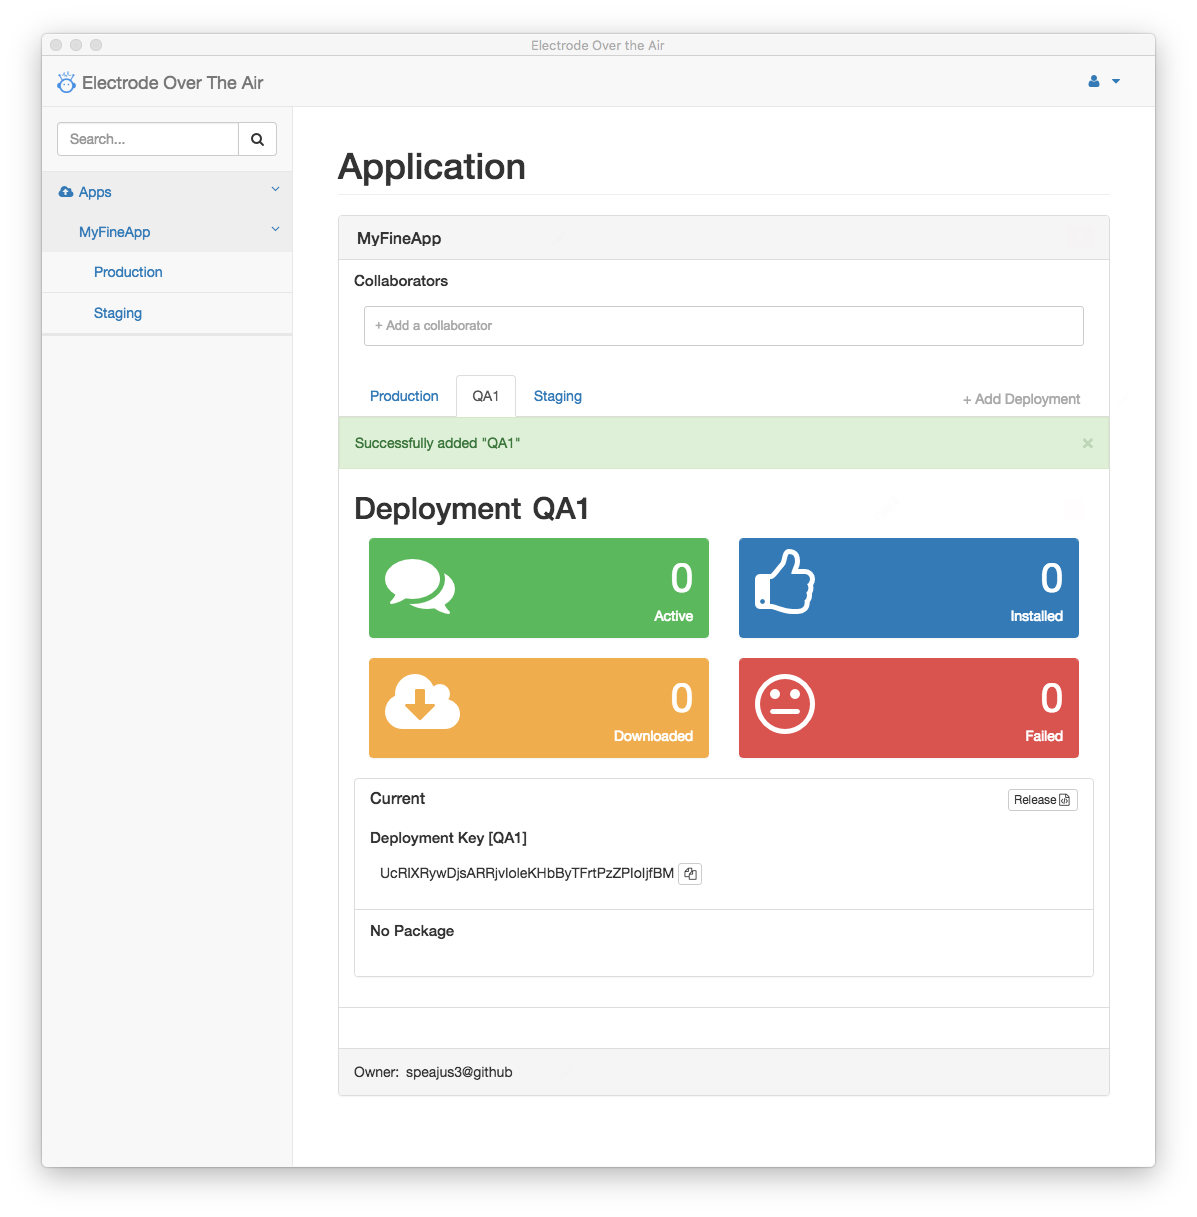 Electrode Over the Air
Electrode Over The Air
Search...
Apps
MyFineApp
Production
Staging
Application
MyFineApp
Collaborators
+ Add a collaborator
Production
QA1
Staging
+ Add Deployment
Successfully added "QA1"
×
Deployment QA1
0
Active
0
Installed
0
Downloaded
0
Failed
Current
Release
Deployment Key [QA1]
No Package
Owner: speajus3@github